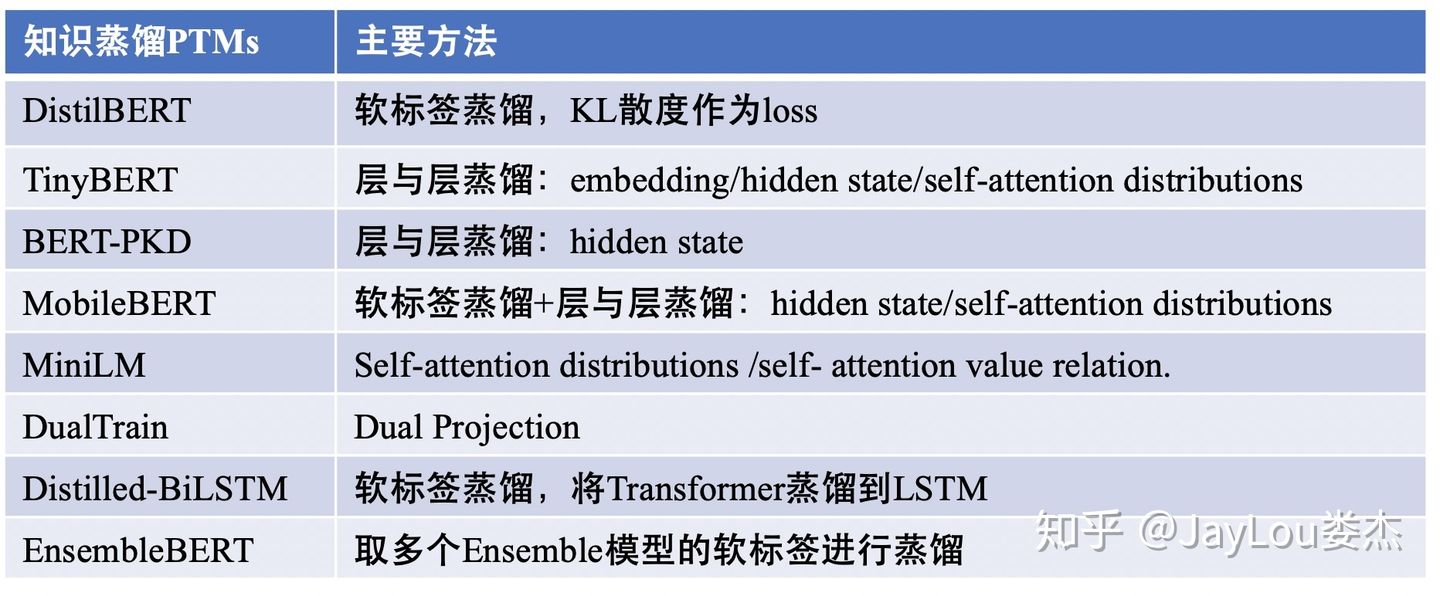 知识蒸馏PTMs 主要方法
DistilBERT 软标签蒸馏，KL散度作为loss
TinyBERT 层与层蒸馏：embedding/hidden state/self-attention distributions
BERT-PKD 层与层蒸馏：hidden state
MobileBERT 软标签蒸馏+层与层蒸馏：hidden state/self-attention distributions
MiniLM Self-attention distributions /self- attention value relation.
DualTrain Dual Projection
Distilled-BiLSTM 软标签蒸馏，将Transformer蒸馏到LSTM
EnsembleBERT 取多个Ensemble模型的软标签进行蒸馏
知乎 @JayLou娄杰